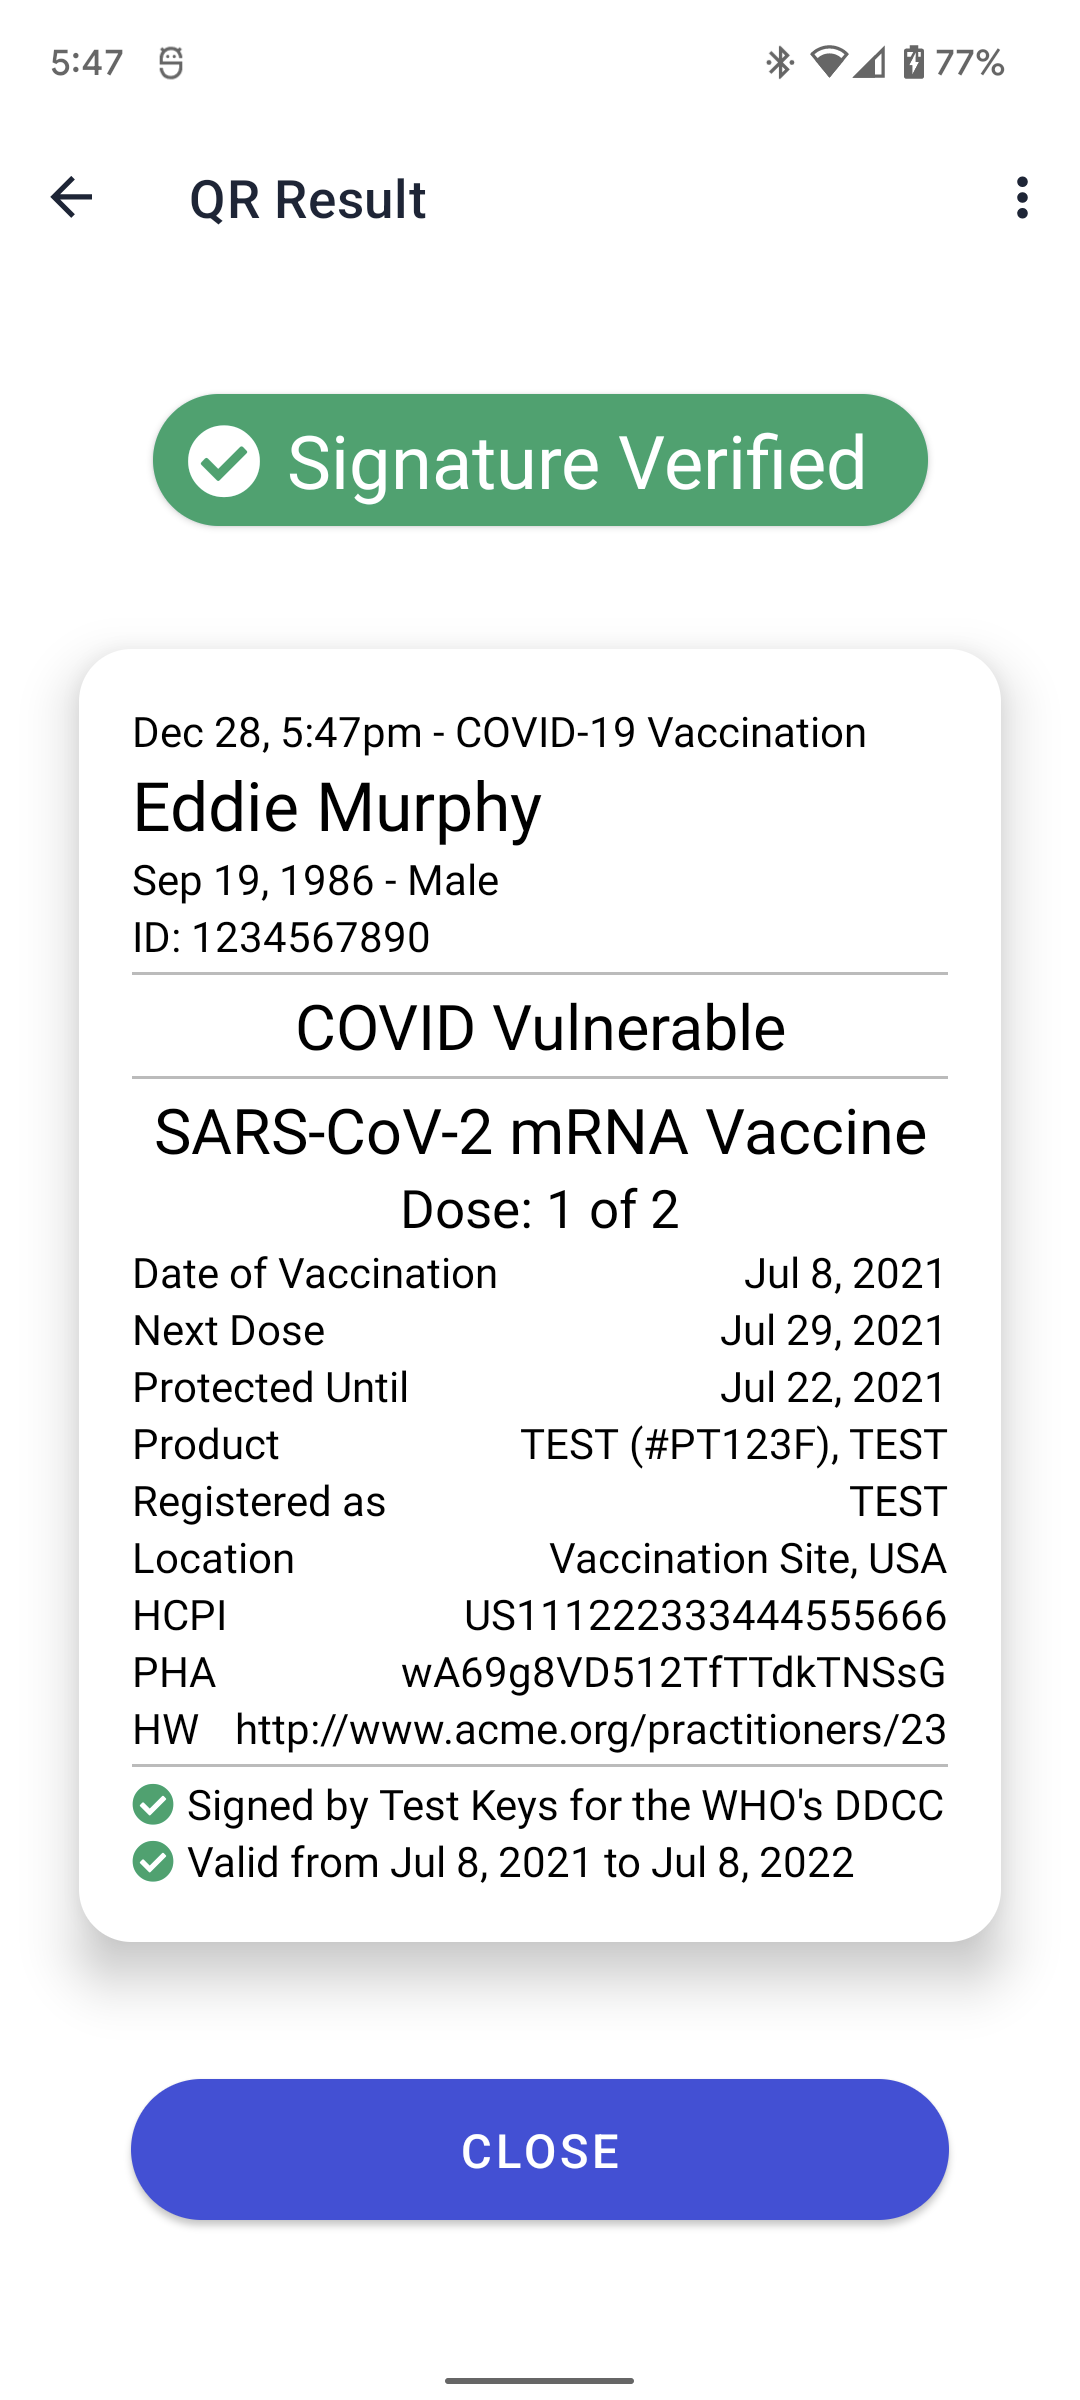 5:47
77%
QR Result
Signature Verified
Dec 28, 5:47pm - COVID-19 Vaccination
Eddie Murphy
Sep 19, 1986 - Male
ID: 1234567890
COVID Vulnerable
SARS-CoV-2 mRNA Vaccine
Dose: 1 of 2
Date of Vaccination Jul 8, 2021
Next Dose Jul 29, 2021
Protected Until Jul 22, 2021
Product TEST (#PT123F), TEST
Registered as TEST
Location Vaccination Site, USA
HCPI US111222333444555666
PHA wA69g8VD512TfTTdkTNSsG
HW http://www.acme.org/practitioners/23
Signed by Test Keys for the WHO's DDCC
Valid from Jul 8, 2021 to Jul 8, 2022
CLOSE